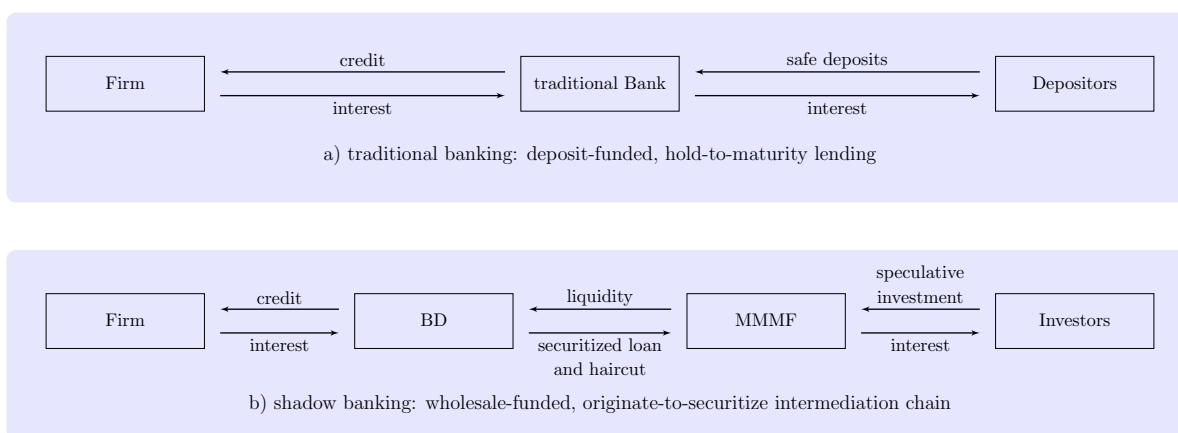 credit
safe deposits
Firm
traditional Bank
Depositors
interest
interest
a) traditional banking: deposit-funded, hold-to-maturity lending
speculative
credit
liquidity
investment
Firm
BD
MMMF
Investors
interest
securitized loan
interest
and haircut
b) shadow banking: wholesale-funded, originate-to-securitize intermediation chain